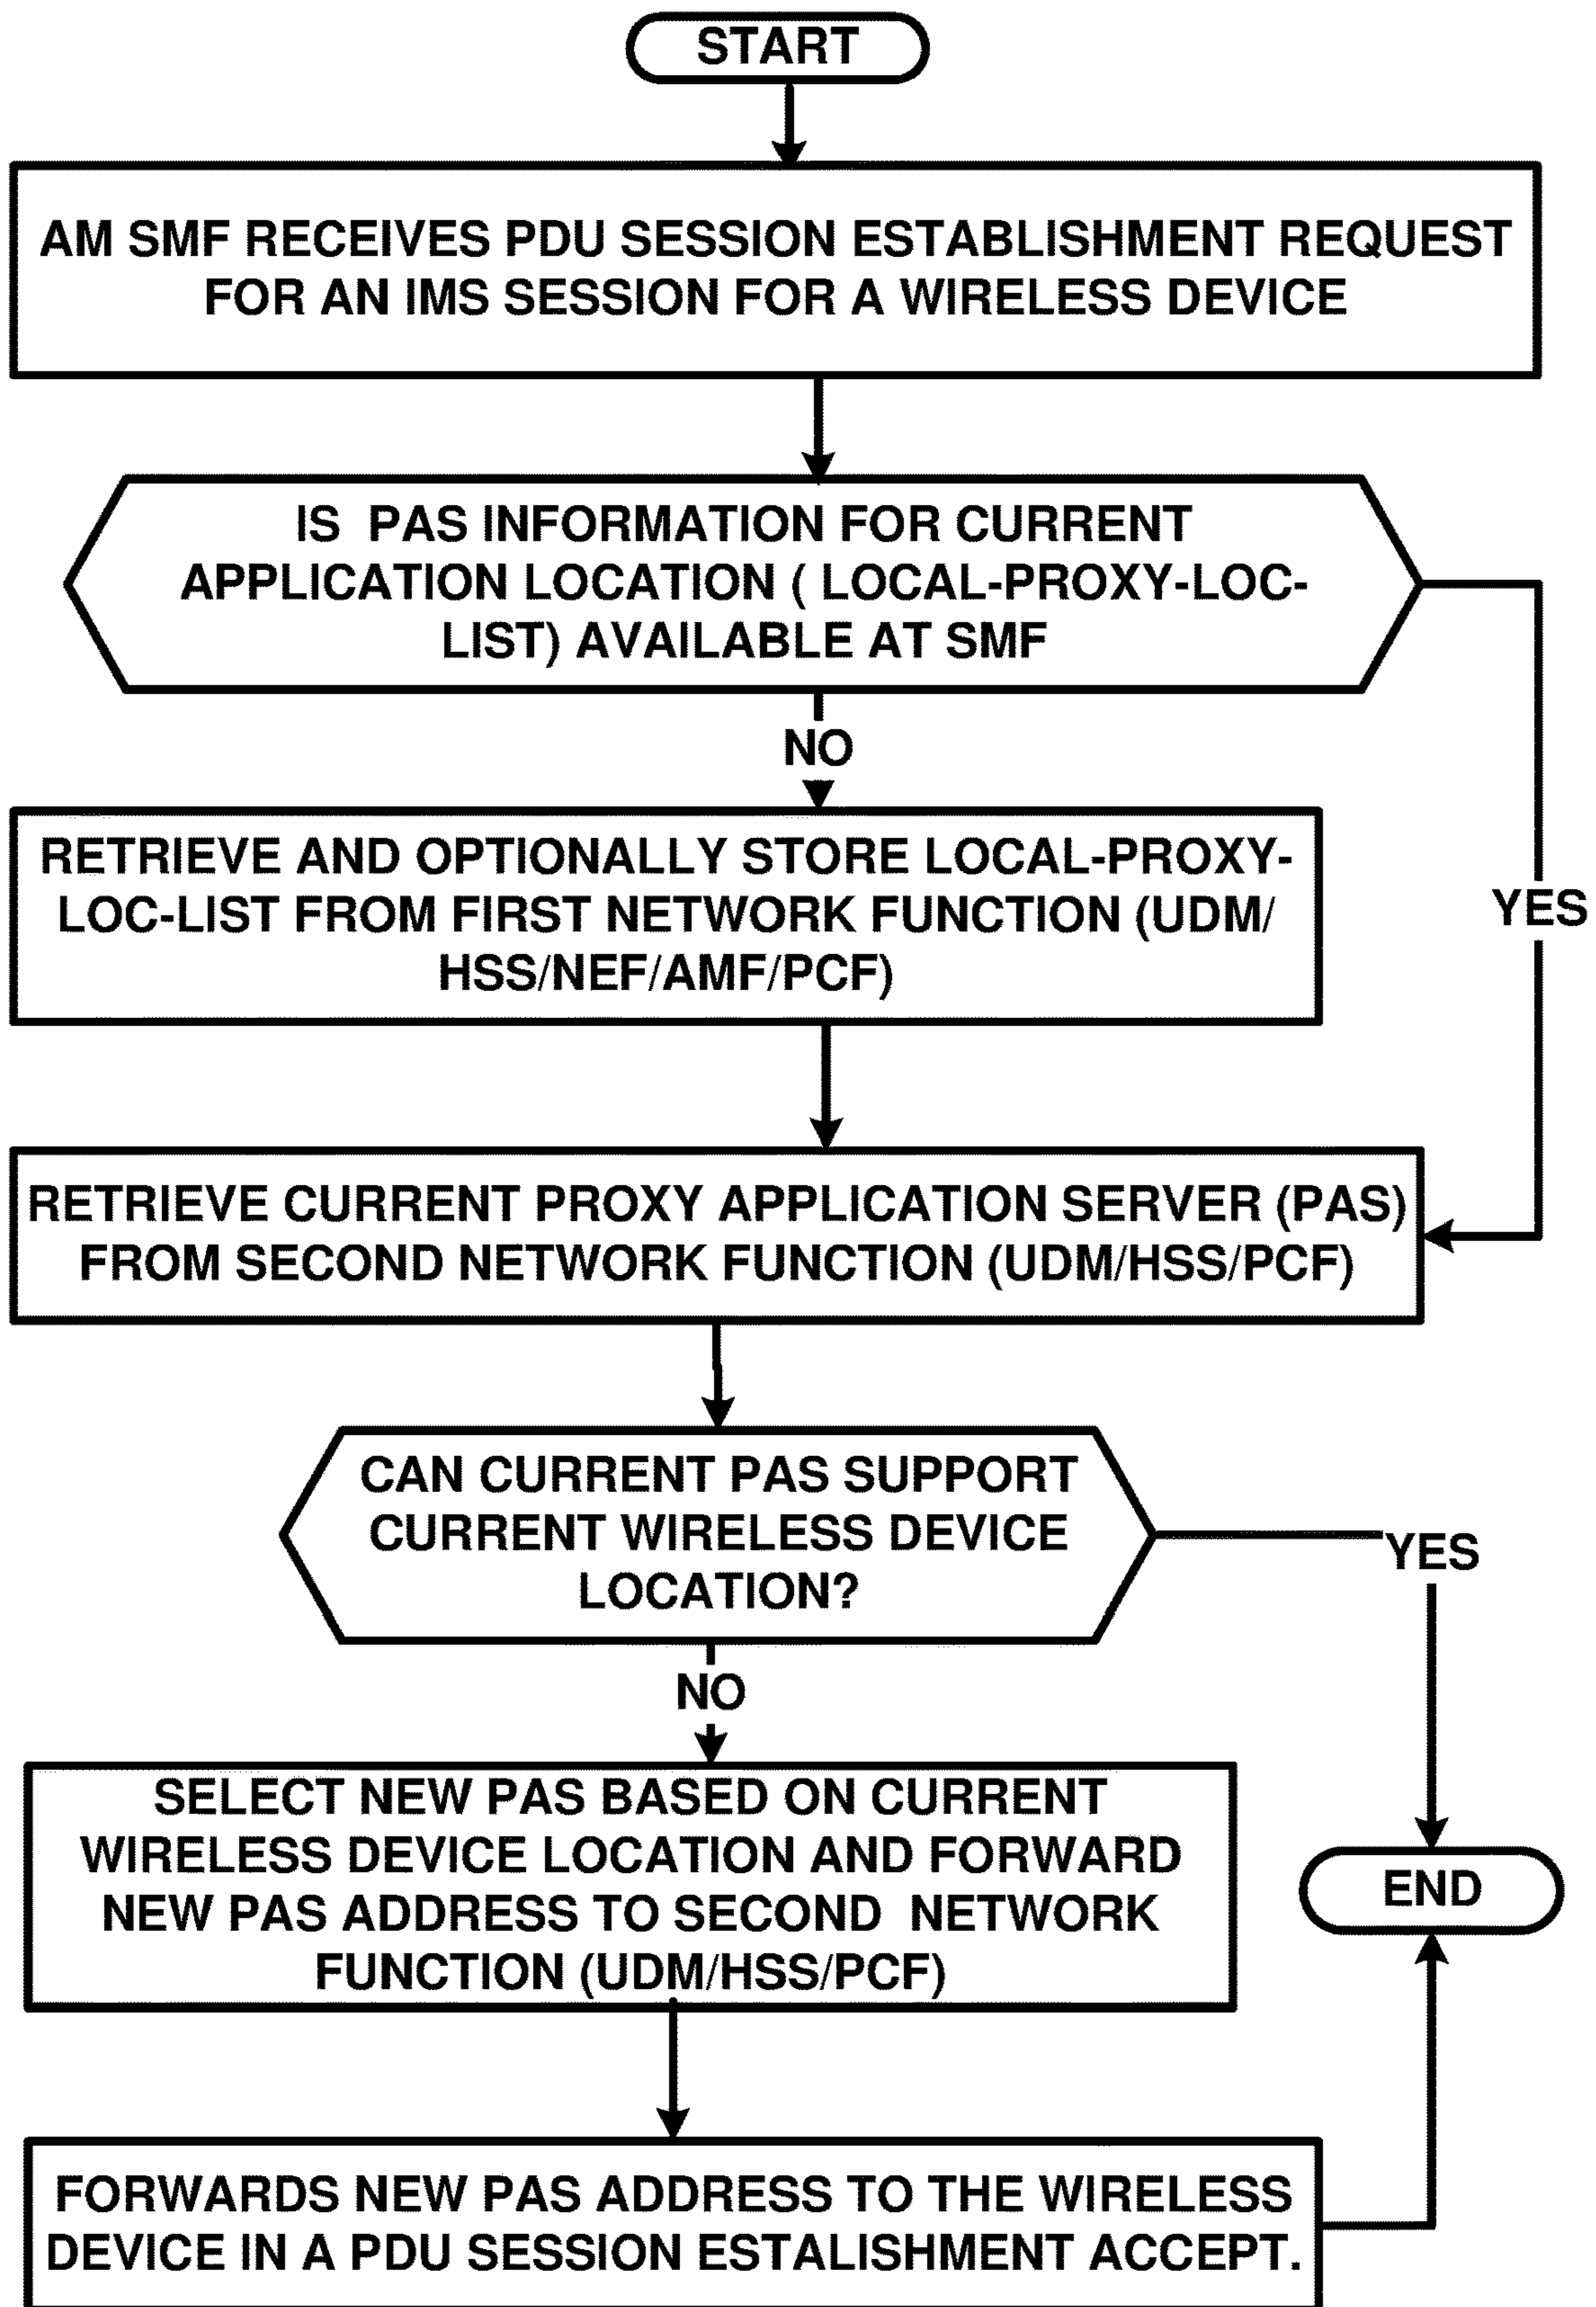 START
AM SMF RECEIVES PDU SESSION ESTABLISHMENT REQUEST
FOR AN IMS SESSION FOR A WIRELESS DEVICE
IS PAS INFORMATION FOR CURRENT
APPLICATION LOCATION ( LOCAL-PROXY-LOC-
LIST) AVAILABLE AT SMF
NO
RETRIEVE AND OPTIONALLY STORE LOCAL-PROXY-
LOC-LIST FROM FIRST NETWORK FUNCTION (UDM/
HSS/NEF/AMF/PCF)
YES
RETRIEVE CURRENT PROXY APPLICATION SERVER (PAS)
FROM SECOND NETWORK FUNCTION (UDM/HSS/PCF)
CAN CURRENT PAS SUPPORT
CURRENT WIRELESS DEVICE
LOCATION?
YES
NO
SELECT NEW PAS BASED ON CURRENT
WIRELESS DEVICE LOCATION AND FORWARD
NEW PAS ADDRESS TO SECOND NETWORK
FUNCTION (UDM/HSS/PCF)
END
FORWARDS NEW PAS ADDRESS TO THE WIRELESS
DEVICE IN A PDU SESSION ESTALISHMENT ACCEPT.